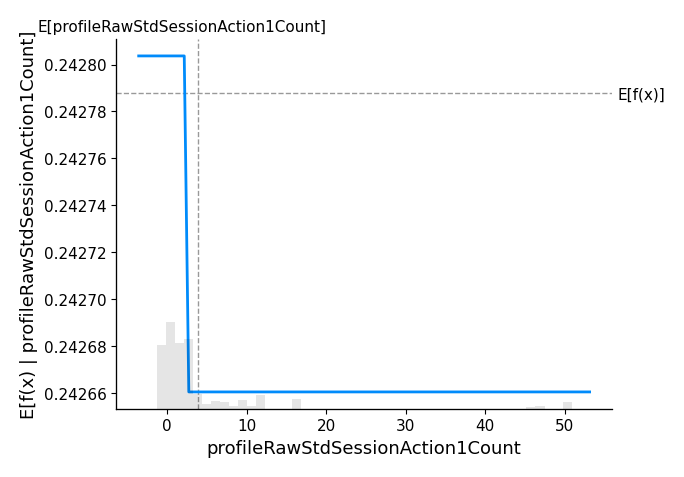 E[profileRawStdSessionAction1Count]
E[f(x) | profileRawStdSessionAction1Count]
0.24280
0.24278
0.24276
0.24274
0.24272
0.24270
0.24268
0.24266
E[f(x)]
0 10 20 30 40 50
profileRawStdSessionAction1Count